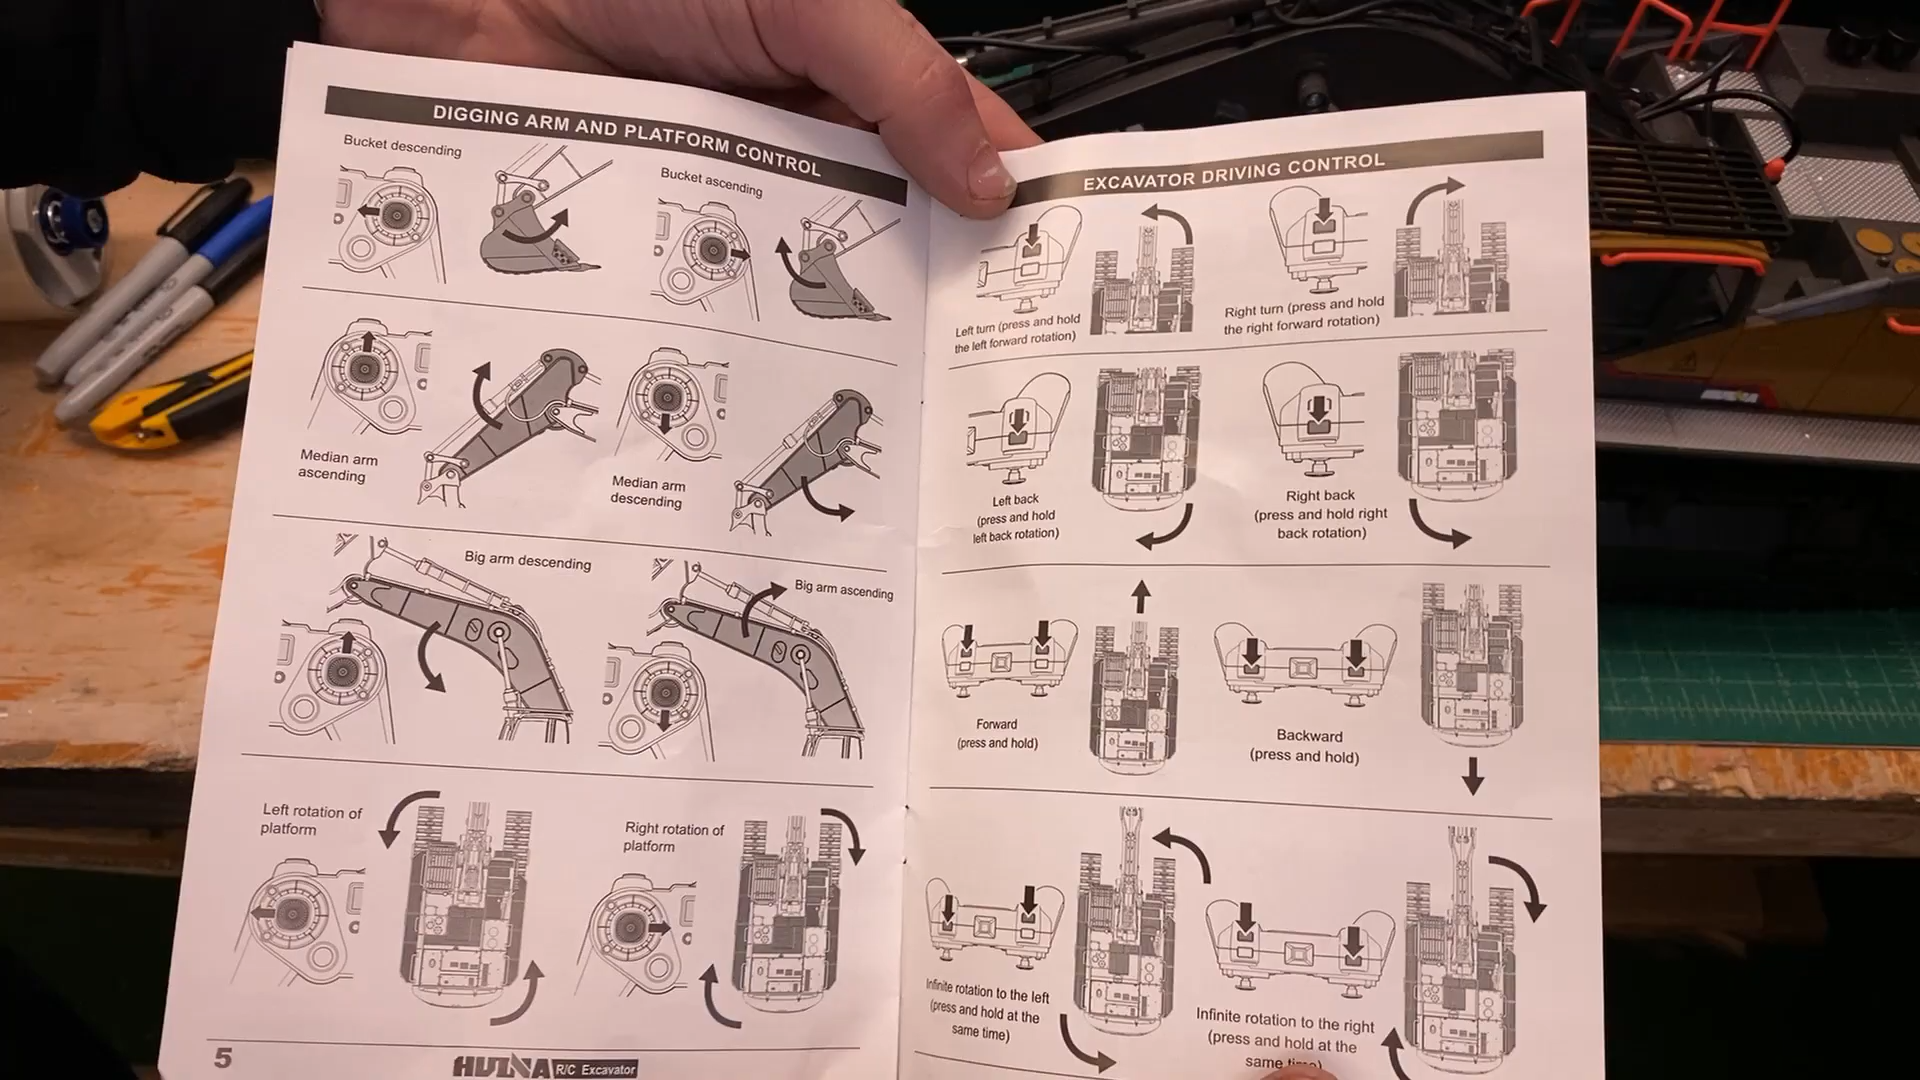 DIGGING ARM AND PLATFORM CONTROL
Bucket descending
Bucket ascending
Median arm
ascending
Median arm
descending
Big arm descending
Big arm ascending
Left rotation of
platform
Right rotation of
platform
5
HUINA R/C Excavator
EXCAVATOR DRIVING CONTROL
Left turn (press and hold
the left forward rotation)
Right turn (press and hold
the right forward rotation)
Left back
(press and hold
left back rotation)
Right back
(press and hold right
back rotation)
Forward
(press and hold)
Backward
(press and hold)
Infinite rotation to the left
(press and hold at the
same time)
Infinite rotation to the right
(press and hold at the
same time)